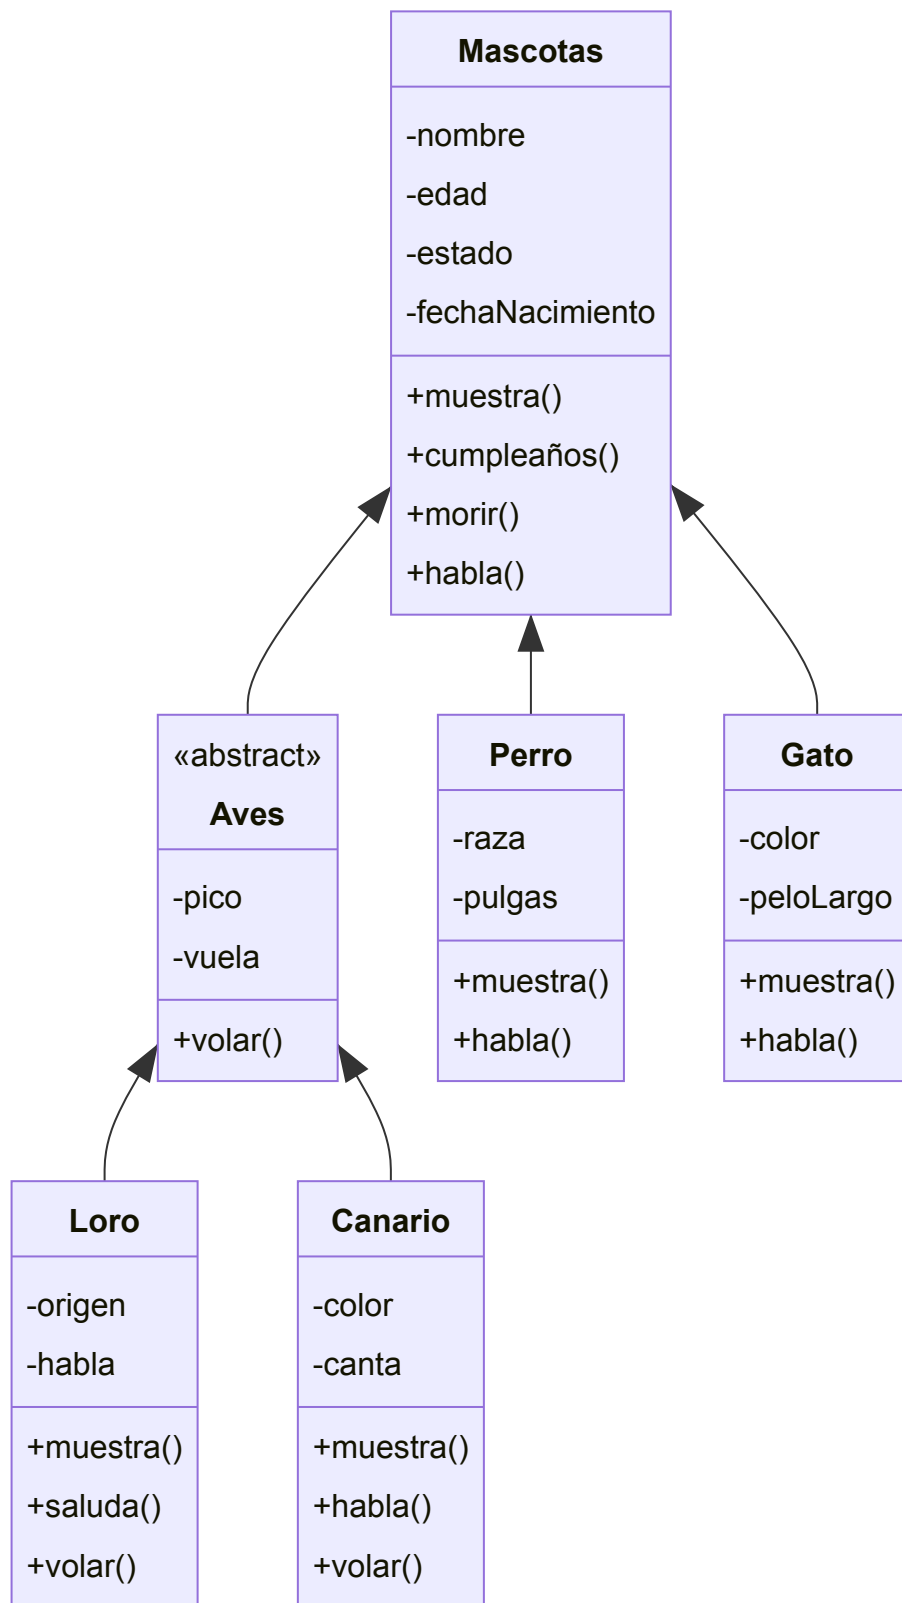 Mascotas
-nombre
-edad
-estado
-fechaNacimiento
+muestra()
+cumpleaños()
+morir()
+habla()
«abstract»
Aves
-pico
-vuela
+volar()
Perro
-raza
-pulgas
+muestra()
+habla()
Gato
-color
-peloLargo
+muestra()
+habla()
Loro
-origen
-habla
+muestra()
+saluda()
+volar()
Canario
-color
-canta
+muestra()
+habla()
+volar()